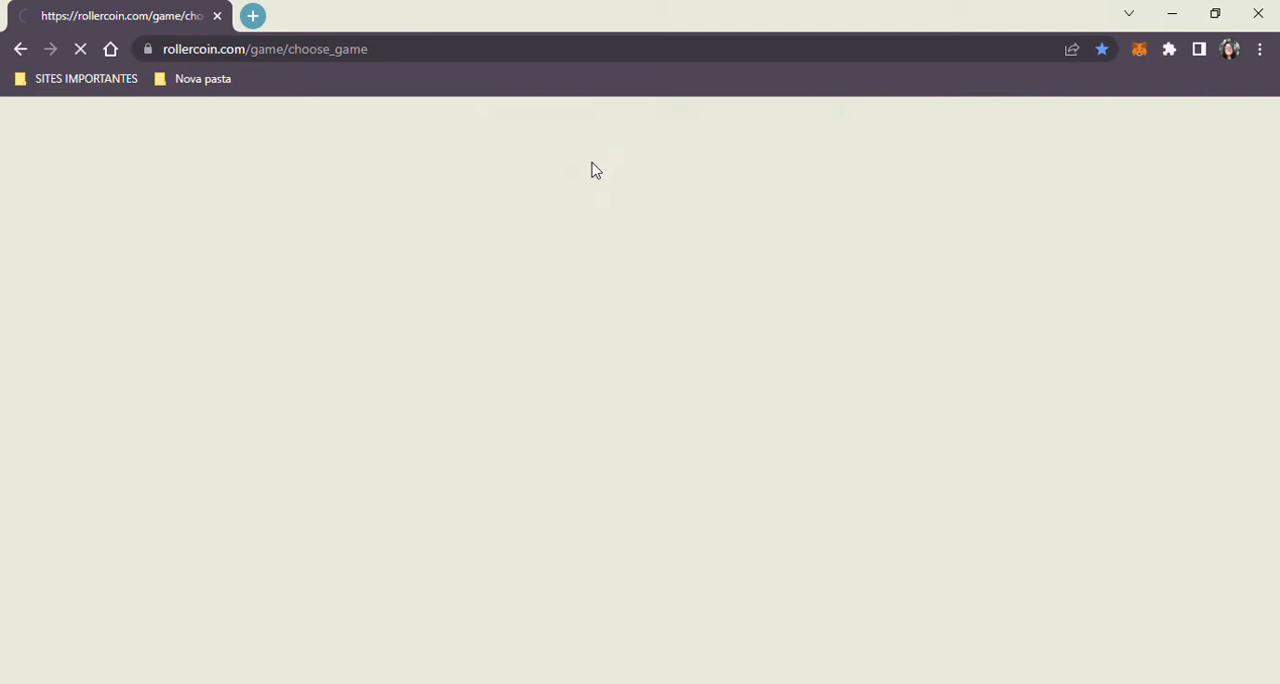 https://rollercoin.com/game/cho
rollercoin.com/game/choose_game
SITES IMPORTANTES
Nova pasta